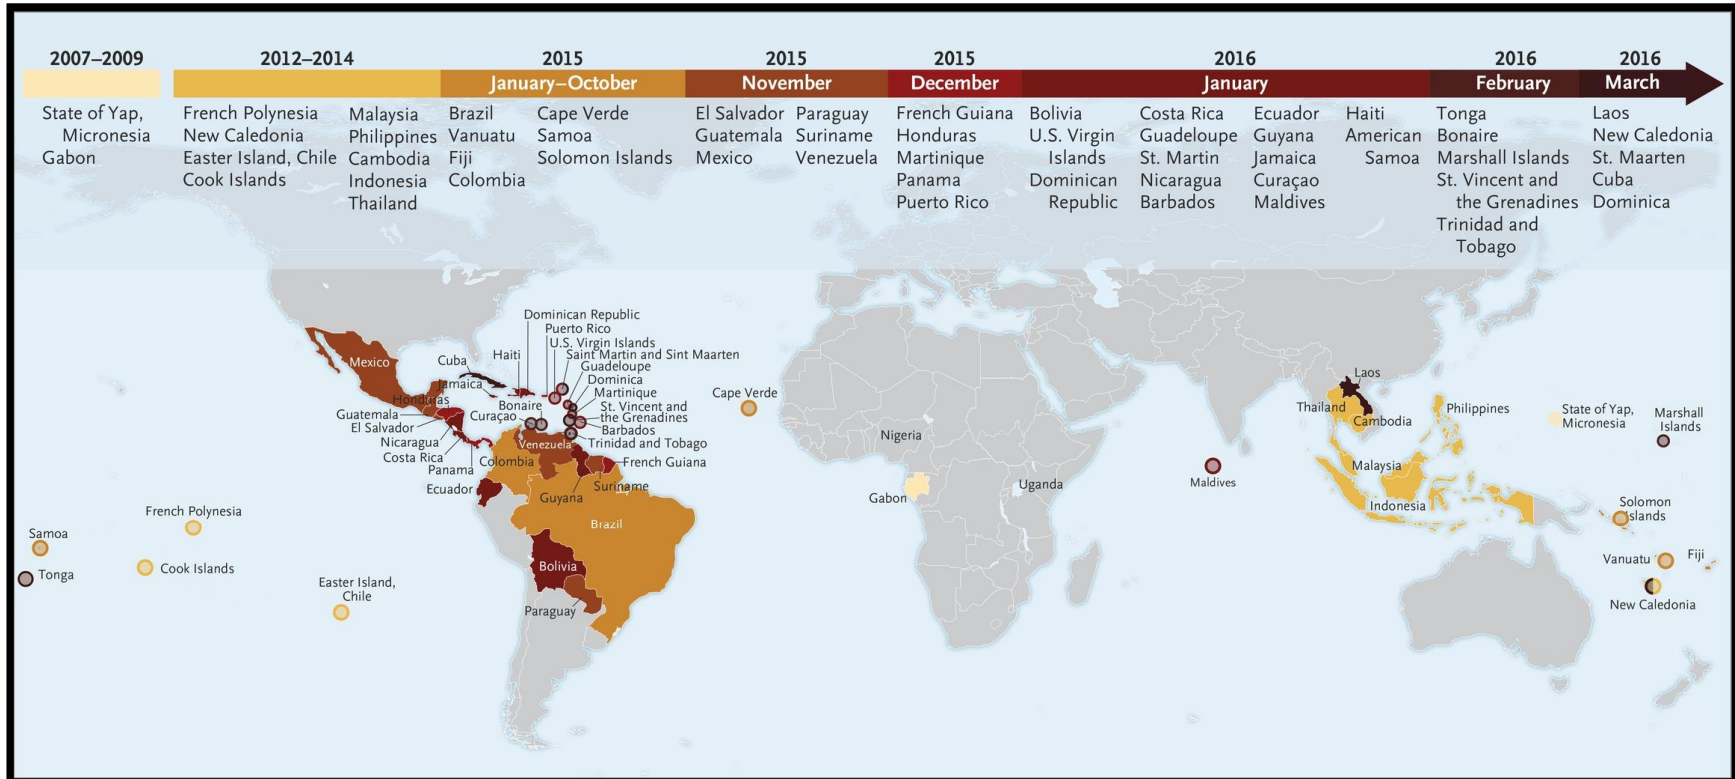 2007–2009
2012–2014
2015
2015
2015
2016
2016
2016
January–October
November
December
January
February
March
State of Yap,
Micronesia
Gabon
French Polynesia
New Caledonia
Easter Island, Chile
Cook Islands
Malaysia
Philippines
Cambodia
Indonesia
Thailand
Brazil
Vanuatu
Fiji
Colombia
Cape Verde
Samoa
Solomon Islands
El Salvador
Guatemala
Mexico
Paraguay
Suriname
Venezuela
French Guiana
Honduras
Martinique
Panama
Puerto Rico
Bolivia
U.S. Virgin
Islands
Dominican
Republic
Costa Rica
Guadeloupe
St. Martin
Nicaragua
Barbados
Ecuador
Guyana
Jamaica
Curaçao
Maldives
Haiti
American
Samoa
Tonga
Bonaire
Marshall Islands
St. Vincent and
the Grenadines
Trinidad and
Tobago
Laos
New Caledonia
St. Maarten
Cuba
Dominica
Dominican Republic
Puerto Rico
U.S. Virgin Islands
Saint Martin and Sint Maarten
Guadeloupe
Dominica
Martinique
St. Vincent and
the Grenadines
Barbados
Trinidad and Tobago
French Guiana
Mexico
Cuba
Haiti
Jamaica
Honduras
Bonaire
Curaçao
Guatemala
El Salvador
Nicaragua
Costa Rica
Panama
Venezuela
Colombia
Ecuador
Guyana
Suriname
Brazil
Bolivia
Paraguay
Samoa
Tonga
French Polynesia
Cook Islands
Easter Island,
Chile
Cape Verde
Nigeria
Gabon
Uganda
Maldives
Laos
Thailand
Cambodia
Philippines
Malaysia
Indonesia
State of Yap,
Micronesia
Marshall
Islands
Solomon
Islands
Vanuatu
Fiji
New Caledonia